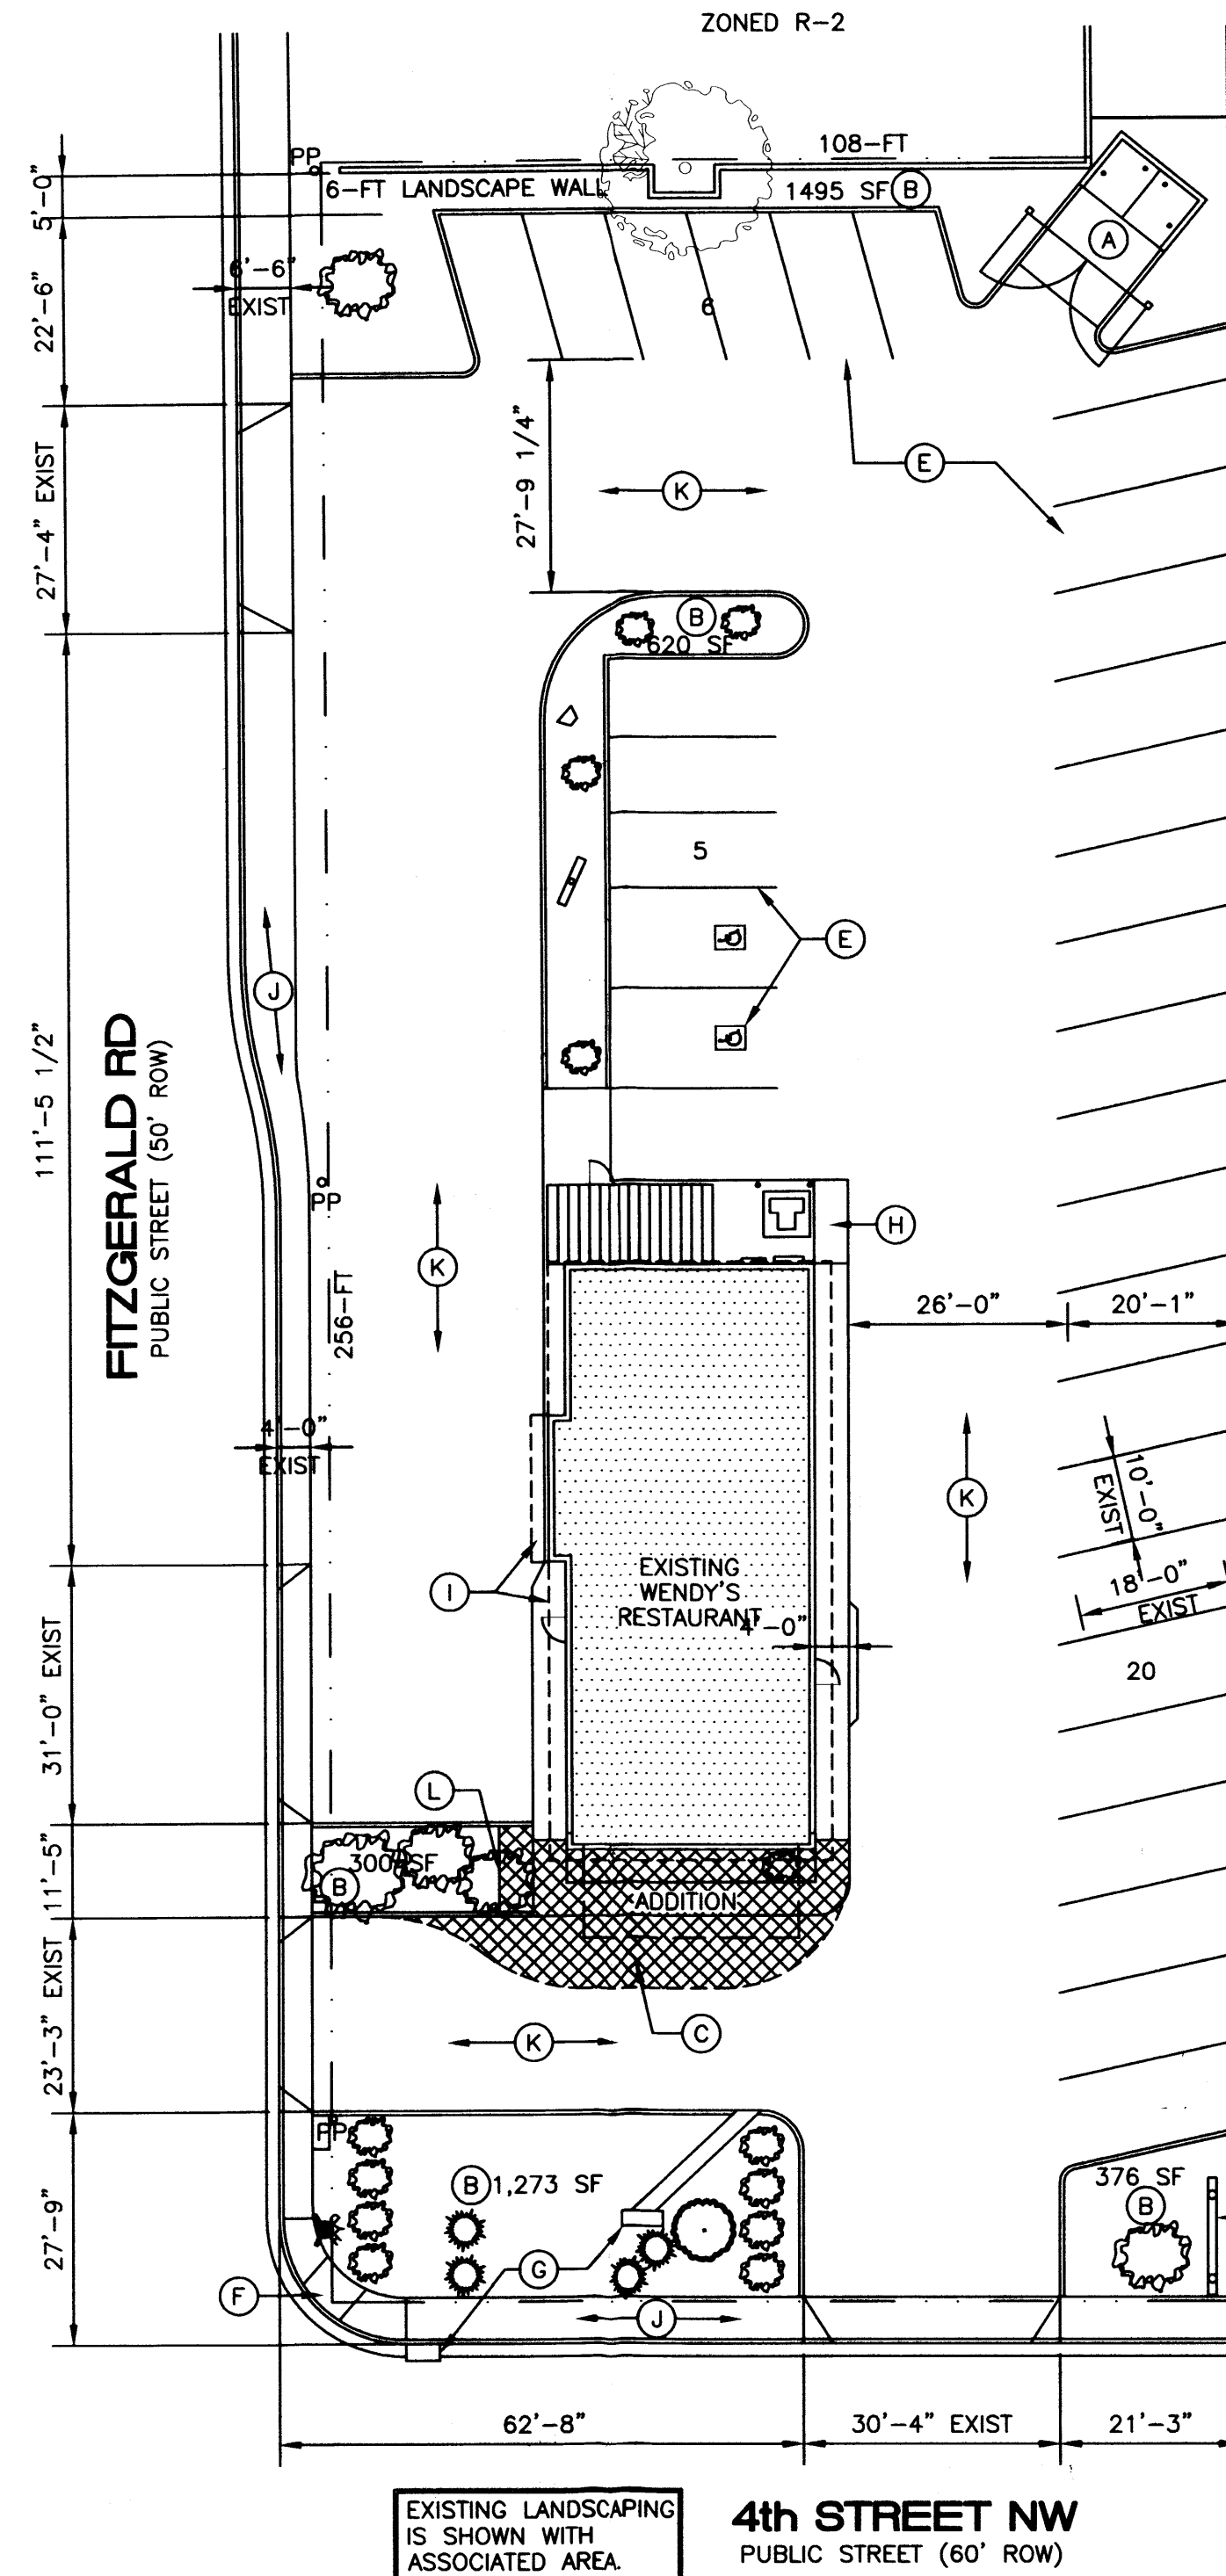 ZONED R-2
108-FT
PP
6-FT LANDSCAPE WALL
1495 SF
B
A
5'-0"
6'-6"
EXIST
22'-6"
6
27'-4" EXIST
27'-9 1/4"
E
K
B
620 SF
5
E
J
111'-5 1/2"
FITZGERALD RD
PUBLIC STREET (50' ROW)
PP
H
K
256-FT
26'-0"
20'-1"
4'-0"
EXIST
K
10'-0"
EXIST
EXISTING
WENDY'S
RESTAURANT
I
4'-0"
18'-0"
EXIST
20
31'-0" EXIST
L
300 SF
B
11'-5"
ADDITION
23'-3" EXIST
K
C
PP
B
1,273 SF
376 SF
B
27'-9"
G
F
J
62'-8"
30'-4" EXIST
21'-3"
EXISTING LANDSCAPING
IS SHOWN WITH
ASSOCIATED AREA.
4th STREET NW
PUBLIC STREET (60' ROW)